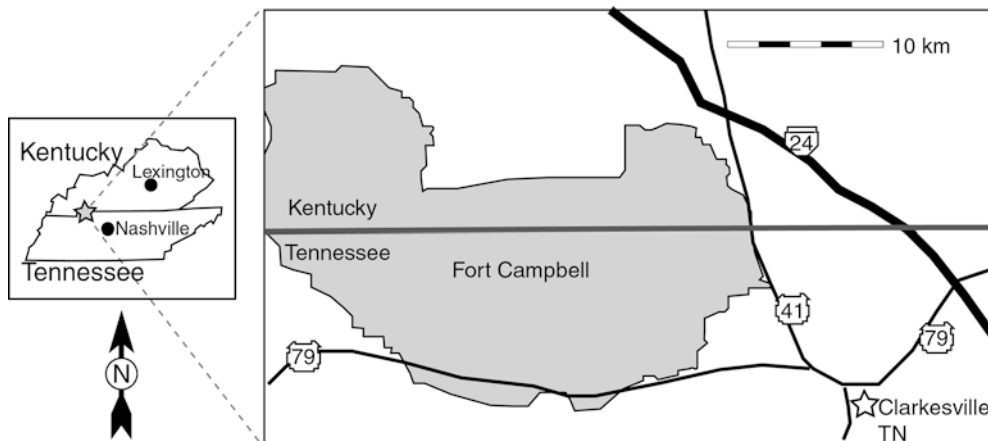 Kentucky
Lexington
Nashville
Tennessee
N
10 km
24
Kentucky
Tennessee
Fort Campbell
41
79
79
Clarkesville
TN